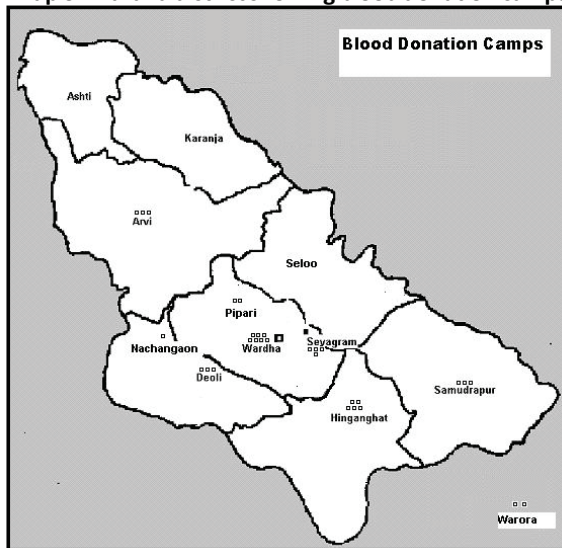 Blood Donation Camps
Ashti
Karanja
Arvi
Seloo
Pipari
Nachangaon
Wardha
Sevagram
Deoli
Samudrapur
Hinganghat
Warora